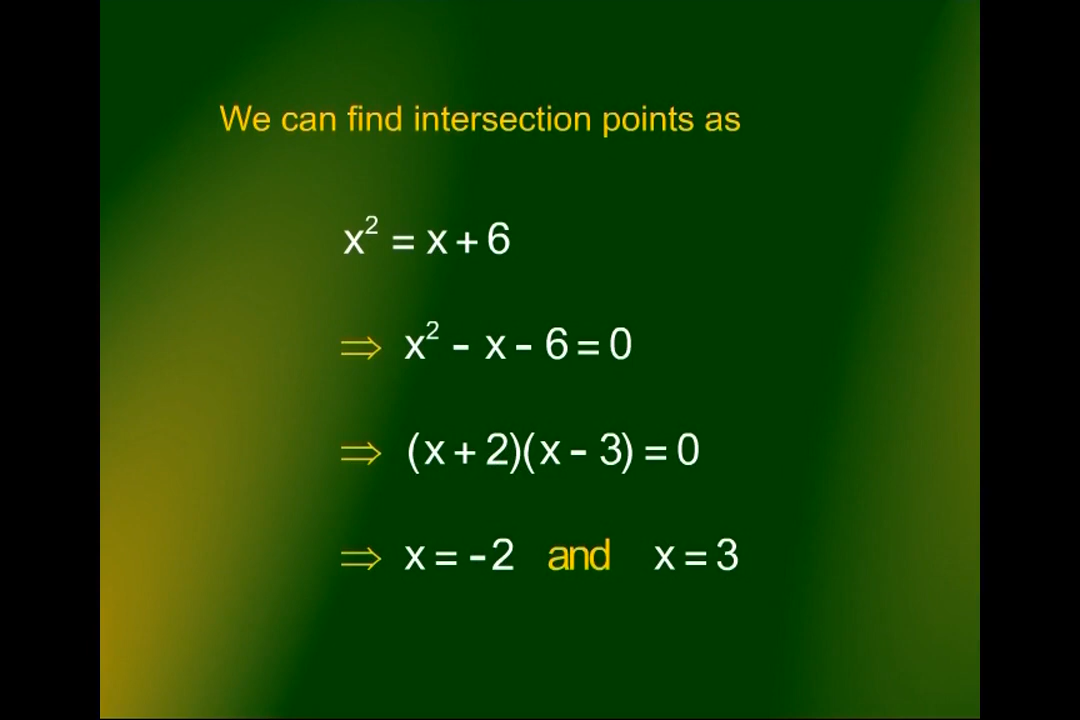 We can find intersection points as
x² = x + 6
⇒ x² - x - 6 = 0
⇒ (x + 2)(x - 3) = 0
⇒ x = -2 and x = 3